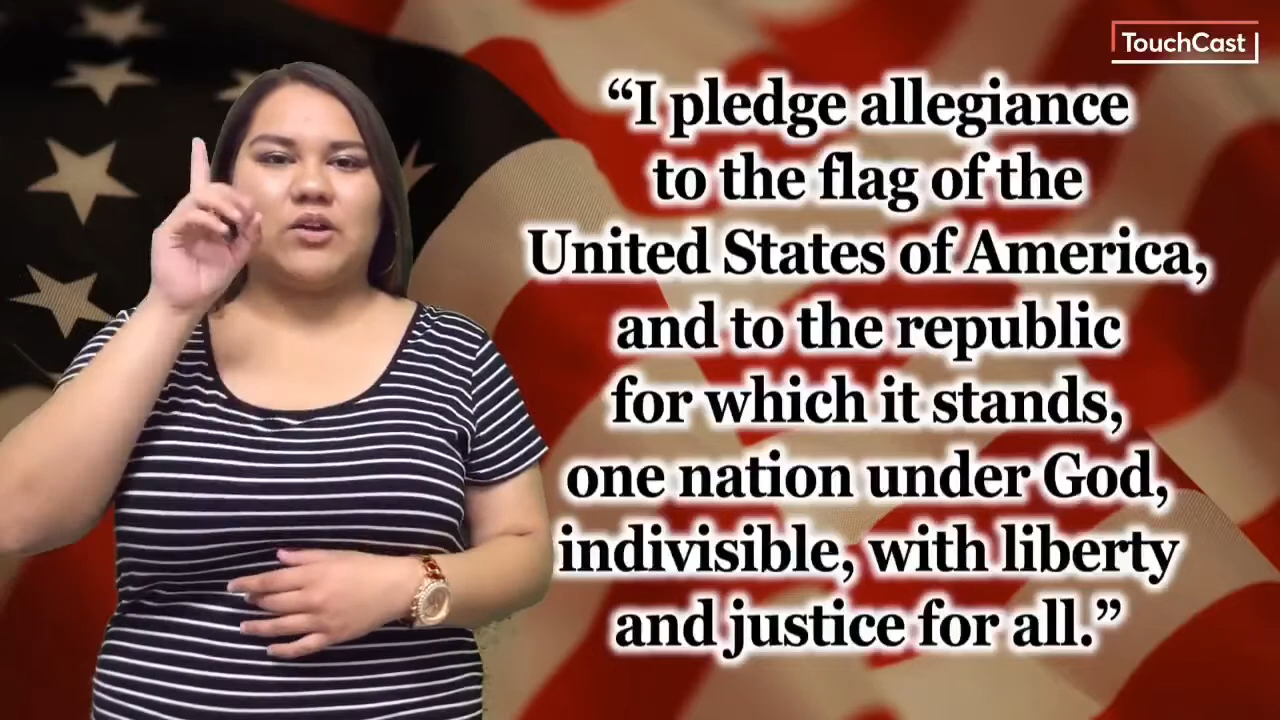 TouchCast
“I pledge allegiance
to the flag of the
United States of America,
and to the republic
for which it stands,
one nation under God,
indivisible, with liberty
and justice for all.”